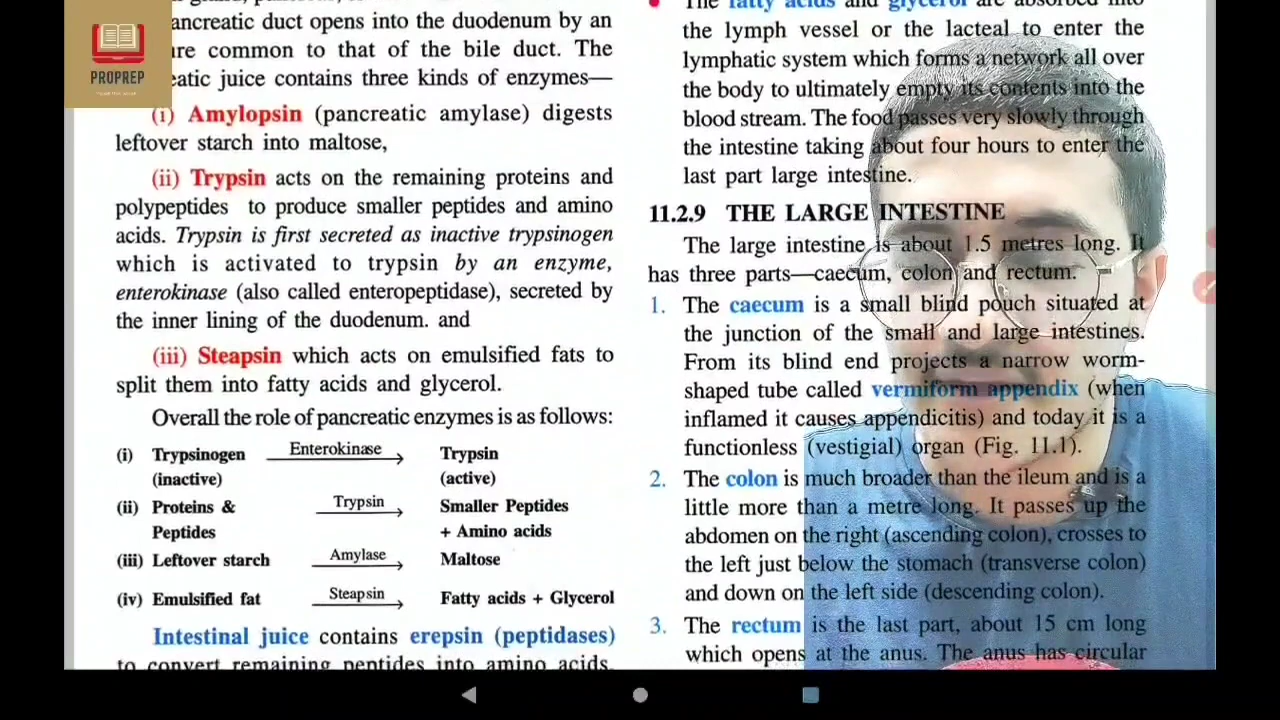 PROPREP
ancreatic duct opens into the duodenum by an
re common to that of the bile duct. The
eatic juice contains three kinds of enzymes—
(i) Amylopsin (pancreatic amylase) digests
leftover starch into maltose,
(ii) Trypsin acts on the remaining proteins and
polypeptides to produce smaller peptides and amino
acids. Trypsin is first secreted as inactive trypsinogen
which is activated to trypsin by an enzyme,
enterokinase (also called enteropeptidase), secreted by
the inner lining of the duodenum. and
(iii) Steapsin which acts on emulsified fats to
split them into fatty acids and glycerol.
Overall the role of pancreatic enzymes is as follows:
(i) Trypsinogen Enterokinase Trypsin
(inactive) (active)
(ii) Proteins & Trypsin Smaller Peptides
Peptides + Amino acids
(iii) Leftover starch Amylase Maltose
(iv) Emulsified fat Steapsin Fatty acids + Glycerol
Intestinal juice contains erepsin (peptidases)
to convert remaining peptides into amino acids.
The fatty acids and glycerol are absorbed into
the lymph vessel or the lacteal to enter the
lymphatic system which forms a network all over
the body to ultimately empty its contents into the
blood stream. The food passes very slowly through
the intestine taking about four hours to enter the
last part large intestine.
11.2.9 THE LARGE INTESTINE
The large intestine is about 1.5 metres long. It
has three parts—caecum, colon and rectum.
1. The caecum is a small blind pouch situated at
the junction of the small and large intestines.
From its blind end projects a narrow worm-
shaped tube called vermiform appendix (when
inflamed it causes appendicitis) and today it is a
functionless (vestigial) organ (Fig. 11.1).
2. The colon is much broader than the ileum and is a
little more than a metre long. It passes up the
abdomen on the right (ascending colon), crosses to
the left just below the stomach (transverse colon)
and down on the left side (descending colon).
3. The rectum is the last part, about 15 cm long
which opens at the anus. The anus has circular